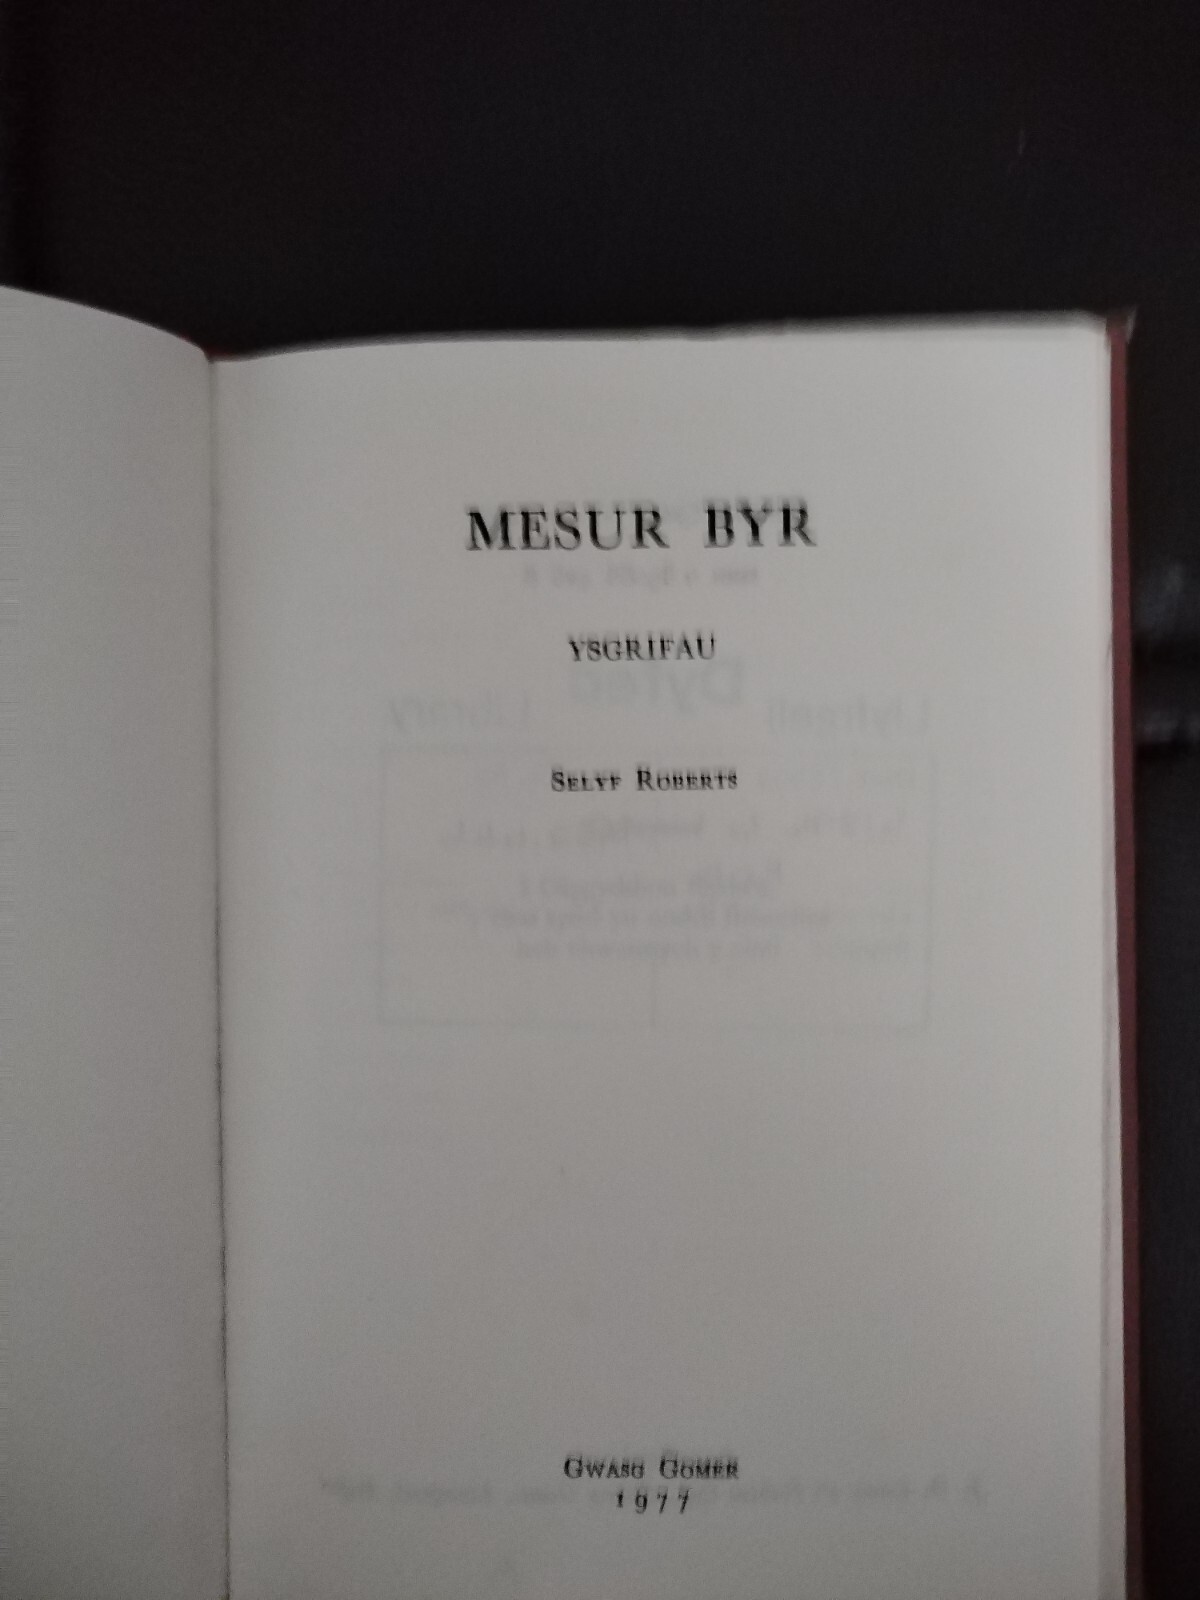 MESUR BYR
YSGRIFAU
SELYF ROBERTS
GWASG GOMER
1977